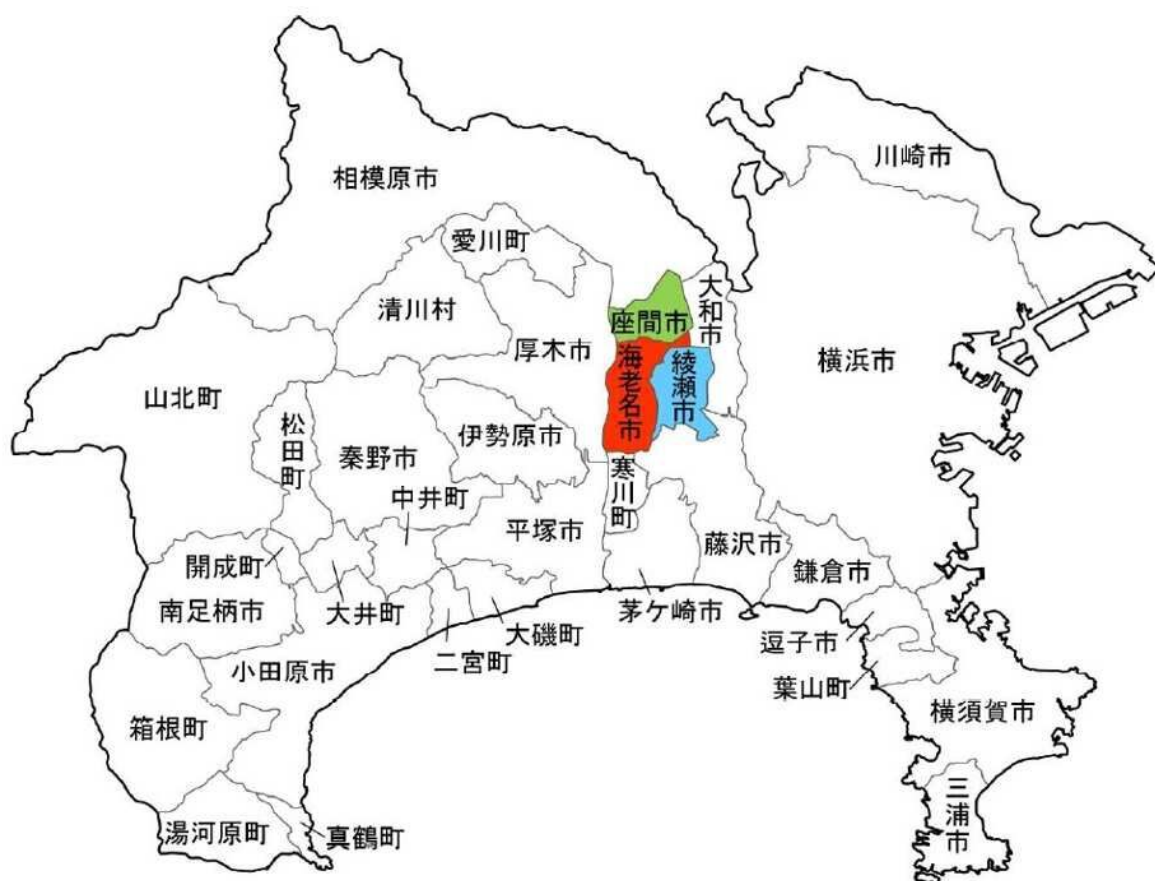 川崎市
相模原市
愛川町
大和市
清川村
座間市
厚木市
横浜市
海老名市
綾瀬市
山北町
松田町
伊勢原市
秦野市
寒川町
中井町
平塚市
藤沢市
開成町
鎌倉市
南足柄市
大井町
茅ケ崎市
大磯町
逗子市
二宮町
小田原市
葉山町
横須賀市
箱根町
三浦市
湯河原町
真鶴町